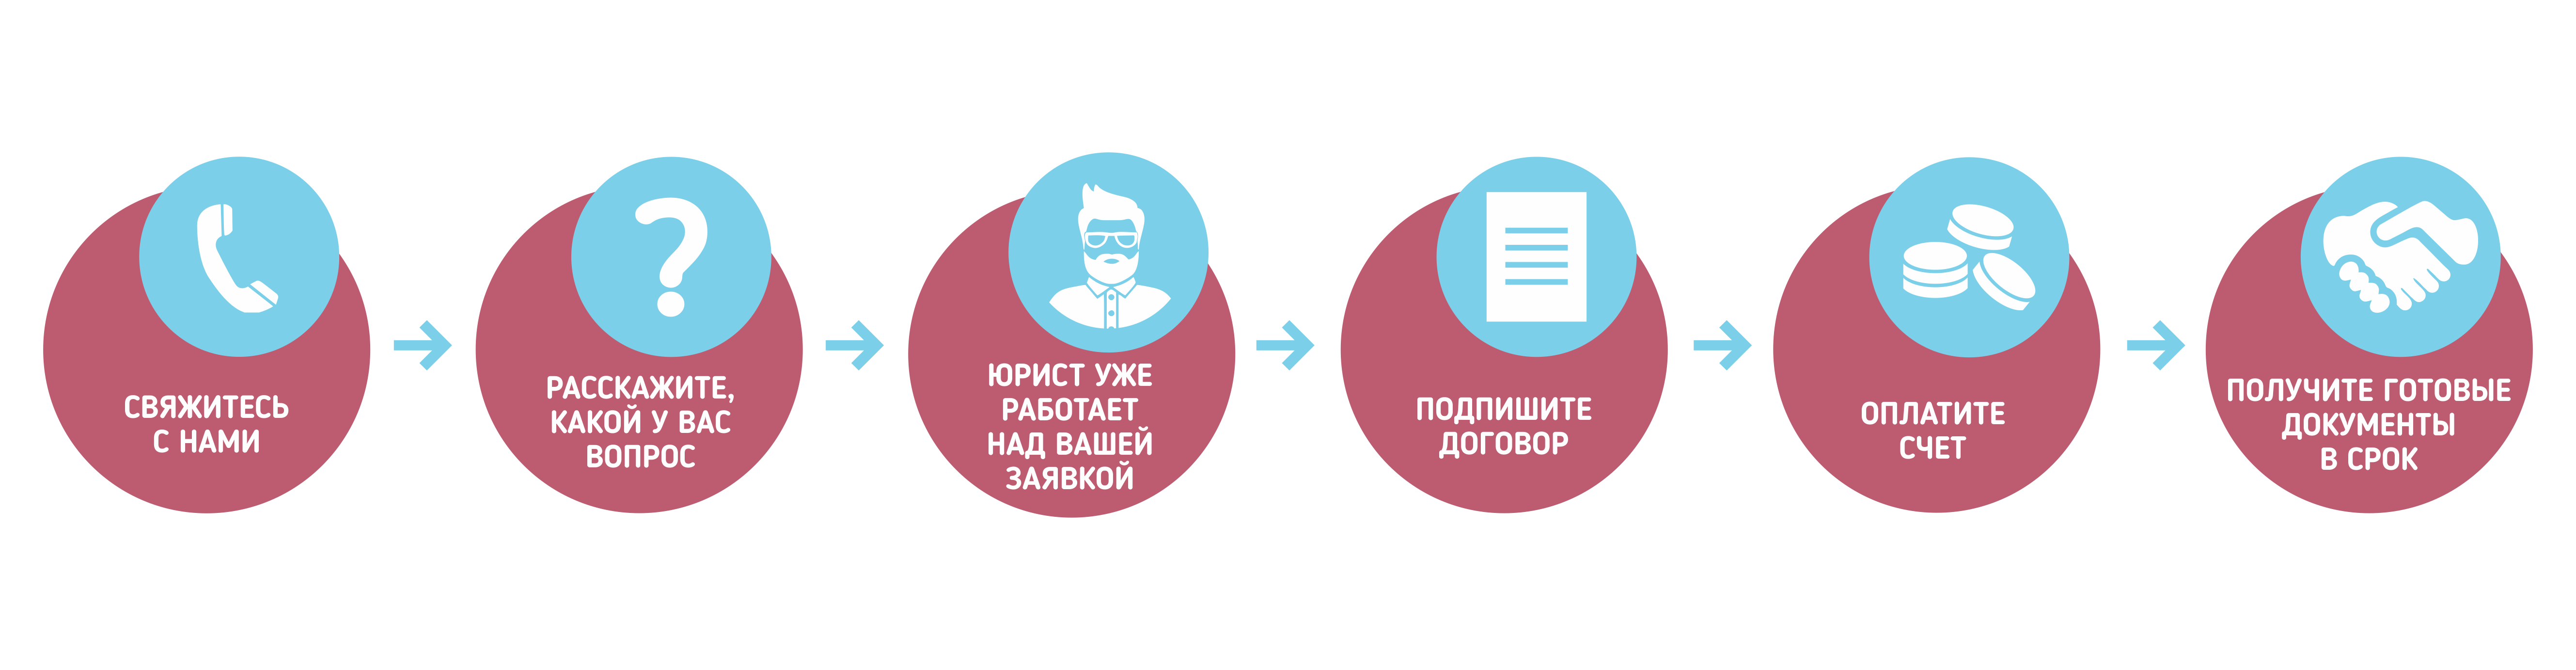 СВЯЖИТЕСЬ
С НАМИ
РАССКАЖИТЕ,
КАКОЙ У ВАС
ВОПРОС
ЮРИСТ УЖЕ
РАБОТАЕТ
НАД ВАШЕЙ
ЗАЯВКОЙ
ПОДПИШИТЕ
ДОГОВОР
ОПЛАТИТЕ
СЧЕТ
ПОЛУЧИТЕ ГОТОВЫЕ
ДОКУМЕНТЫ
В СРОК